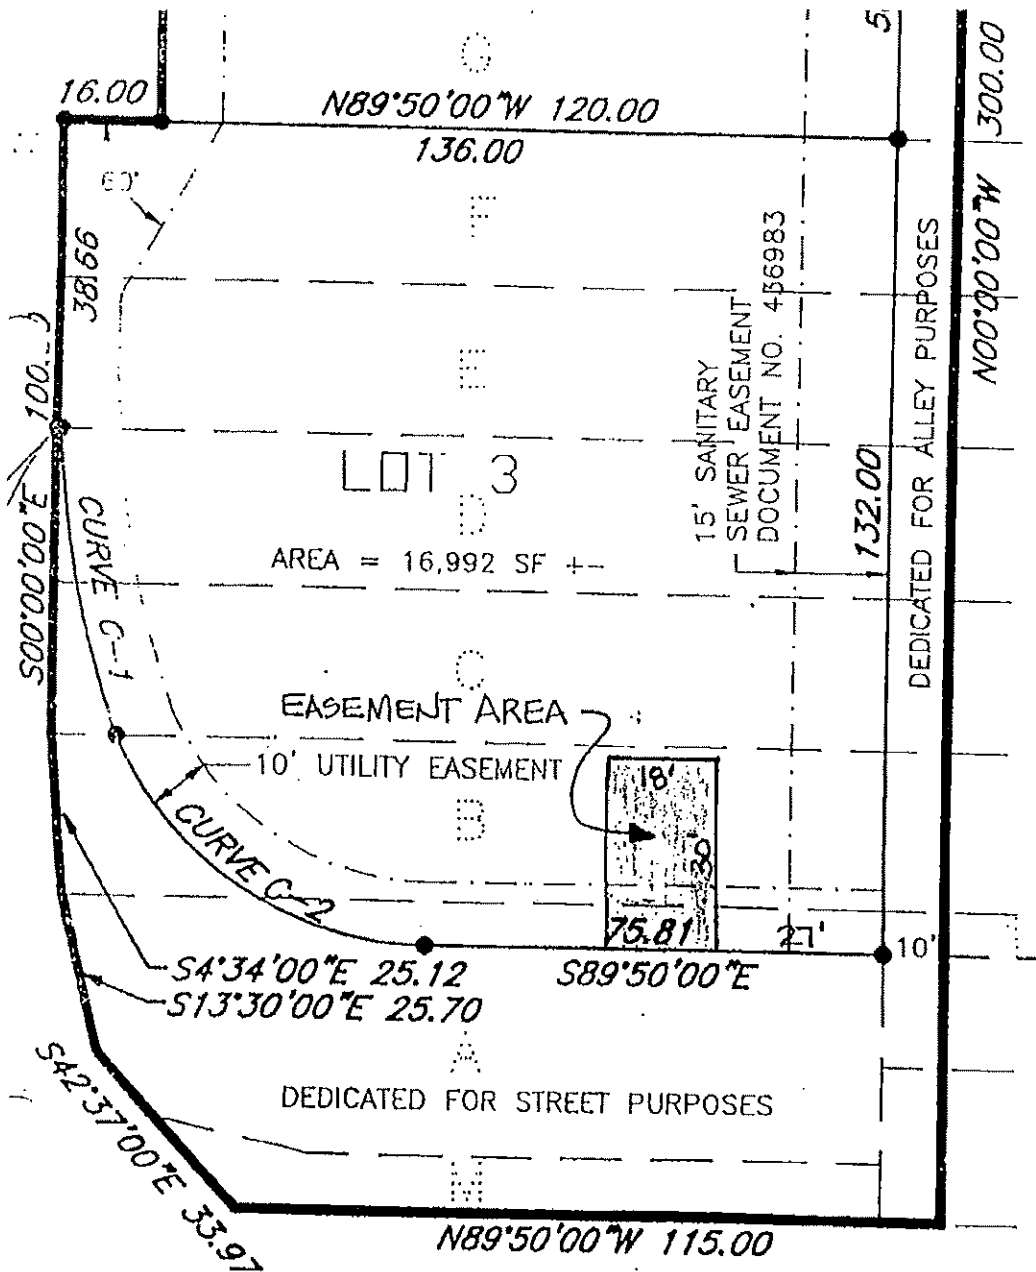 G
5
300.00
16.00
N89°50'00"W 120.00
136.00
60'
F
38.66
15' SANITARY
SEWER EASEMENT
DOCUMENT NO. 436983
DEDICATED FOR ALLEY PURPOSES
N00°00'00"W
E
100.
LOT 3
D
AREA = 16,992 SF +-
132.00
S00°00'00"E
CURVE C-1
C
EASEMENT AREA
10' UTILITY EASEMENT
18'
B
30'
CURVE C-2
75.81
27'
10'
S4°34'00"E 25.12
S89°50'00"E
S13°30'00"E 25.70
A
S42°37'00"E 33.97
DEDICATED FOR STREET PURPOSES
M
N89°50'00"W 115.00